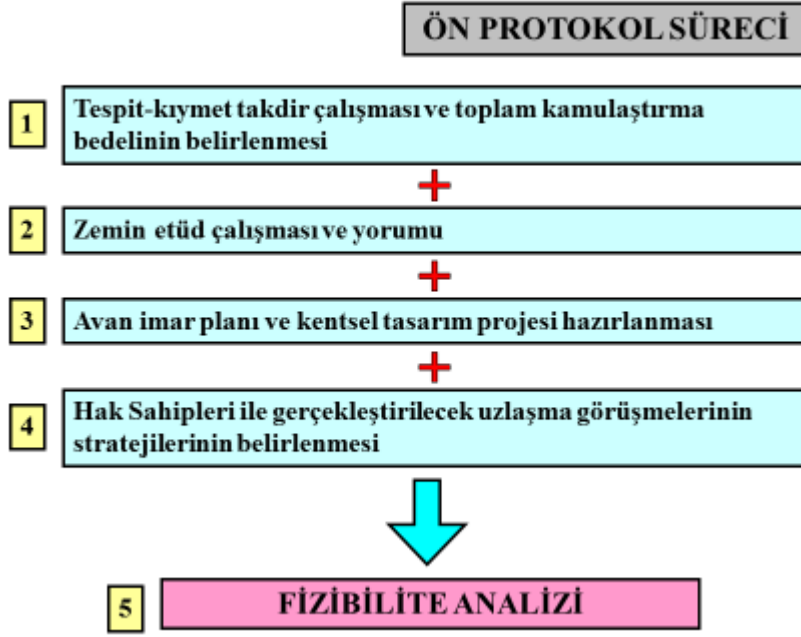 ÖN PROTOKOL SÜRECİ
1
Tespit-kıymet takdir çalışması ve toplam kamulaştırma
bedelinin belirlenmesi
+
2
Zemin etüd çalışması ve yorumu
+
3
Avan imar planı ve kentsel tasarım projesi hazırlanması
+
4
Hak Sahipleri ile gerçekleştirilecek uzlaşma görüşmelerinin
stratejilerinin belirlenmesi
5
FİZİBİLİTE ANALİZİ